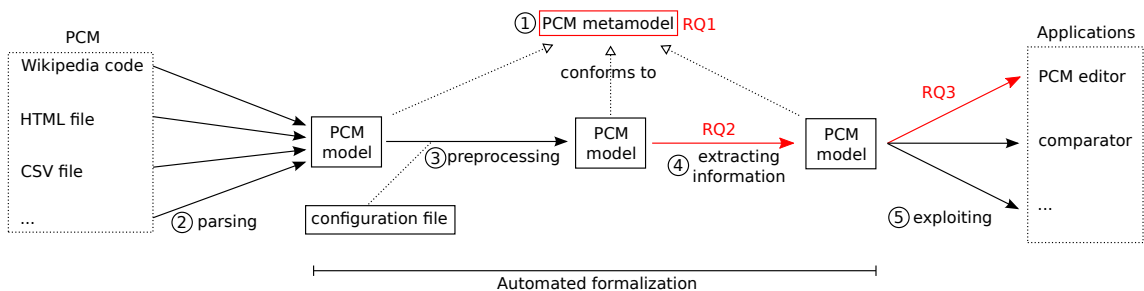 ① PCM metamodel RQ1
PCM
Applications
Wikipedia code
HTML file
CSV file
...
② parsing
conforms to
PCM
model
③ preprocessing
configuration file
PCM
model
RQ2
④ extracting
information
PCM
model
RQ3
⑤ exploiting
PCM editor
comparator
...
Automated formalization